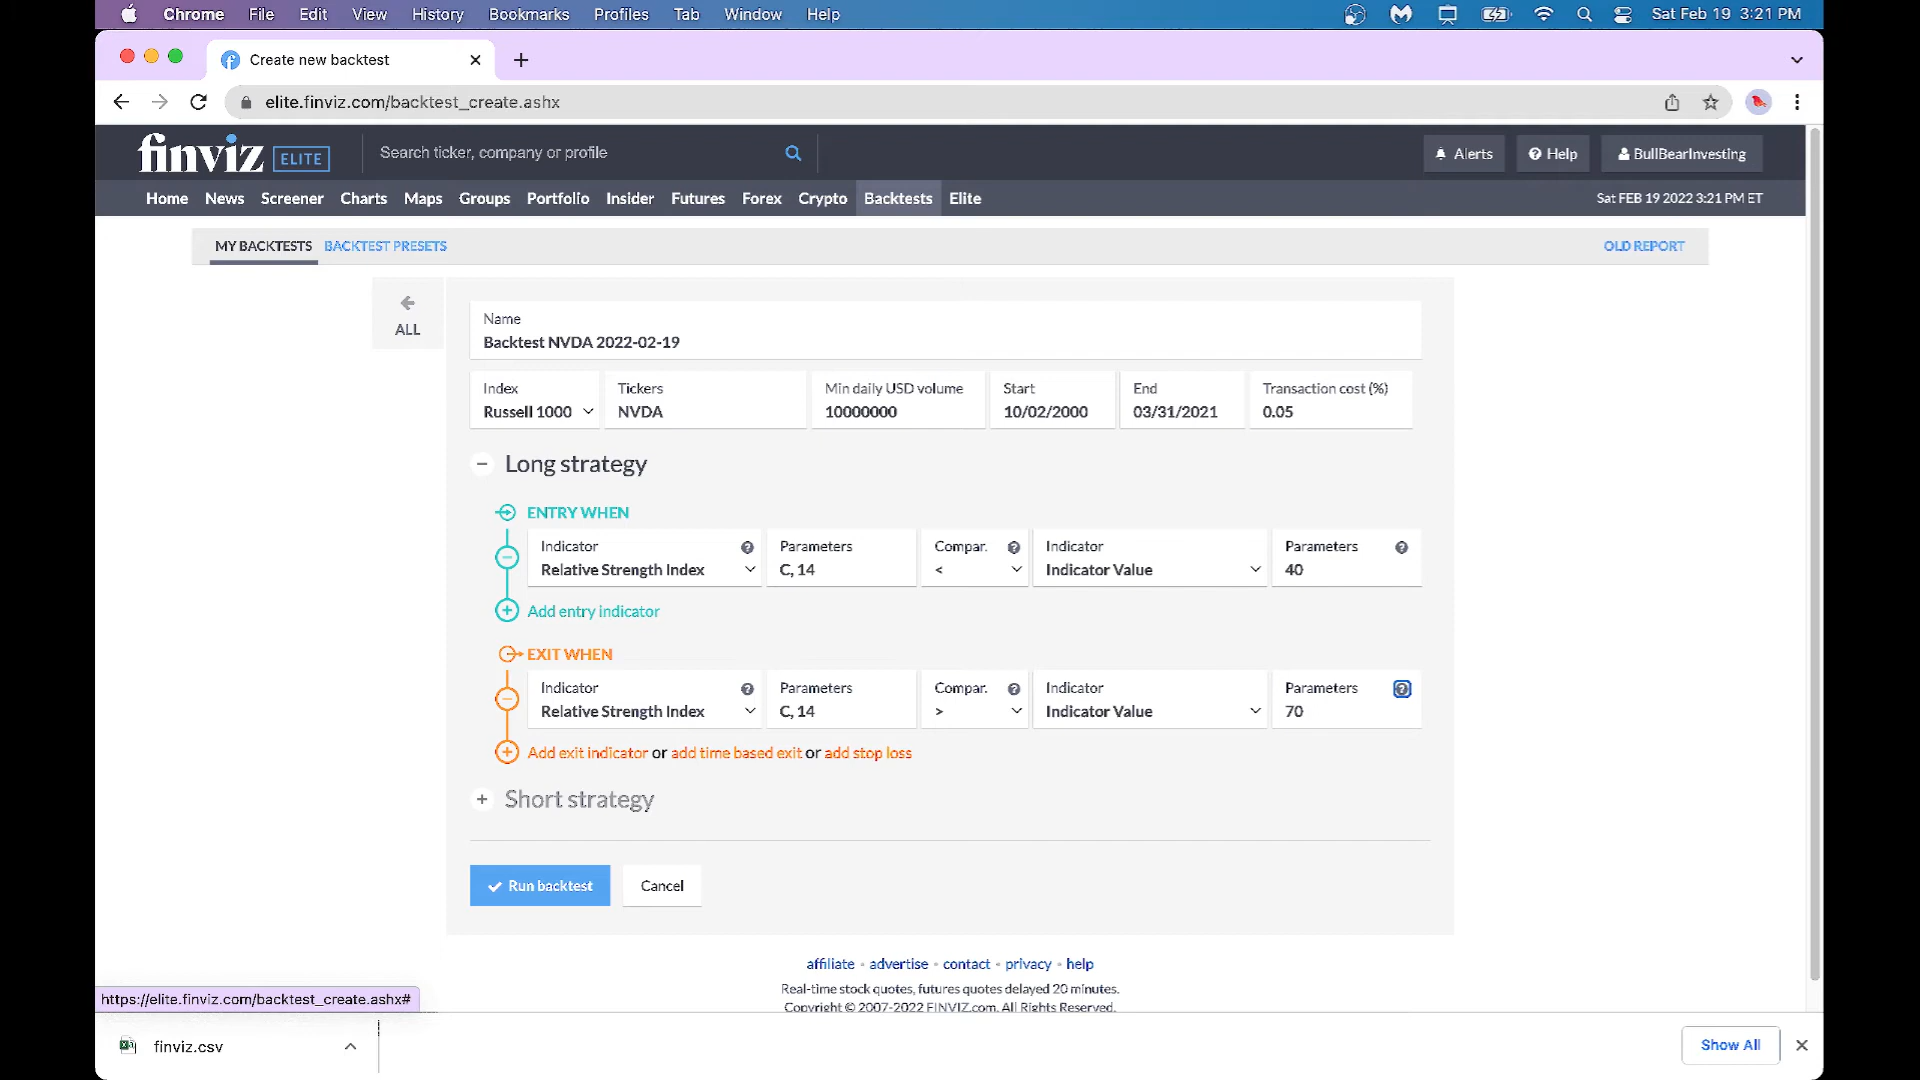 Chrome File Edit View History Bookmarks Profiles Tab Window Help Sat Feb 19 3:21 PM
Create new backtest
elite.finviz.com/backtest_create.ashx
finviz ELITE Search ticker, company or profile Alerts Help BullBearInvesting
Home News Screener Charts Maps Groups Portfolio Insider Futures Forex Crypto Backtests Elite Sat FEB 19 2022 3:21 PM ET
MY BACKTESTS BACKTEST PRESETS OLD REPORT
ALL
Name
Backtest NVDA 2022-02-19
Index Tickers Min daily USD volume Start End Transaction cost (%)
Russell 1000 NVDA 10000000 10/02/2000 03/31/2021 0.05
− Long strategy
ENTRY WHEN
Indicator Parameters Compar. Indicator Parameters
Relative Strength Index C, 14 < Indicator Value 40
Add entry indicator
EXIT WHEN
Indicator Parameters Compar. Indicator Parameters
Relative Strength Index C, 14 > Indicator Value 70
Add exit indicator or add time based exit or add stop loss
+ Short strategy
Run backtest Cancel
affiliate - advertise - contact - privacy - help
Real-time stock quotes, futures quotes delayed 20 minutes.
Copyright © 2007-2022 FINVIZ.com. All Rights Reserved.
https://elite.finviz.com/backtest_create.ashx#
finviz.csv Show All